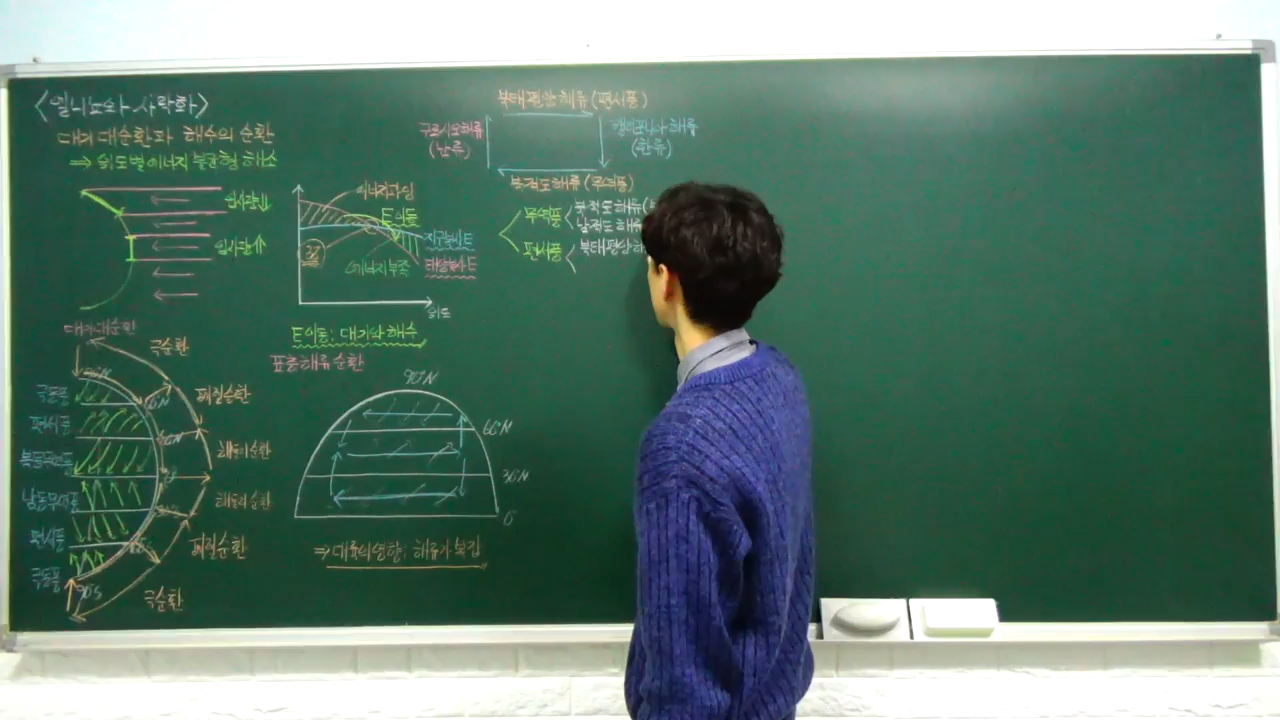 <엘니뇨와 사막화>
대기 대순환과 해수의 순환
⇒ 위도별 에너지 불균형 해소
입사량↓
입사량↑
에너지과잉
E이동
지구복사E
태양복사E
38°
에너지부족
위도
E이동: 대기와 해수
대기대순환
극순환
페렐순환
해들리순환
해들리순환
페렐순환
극순환
극동풍
편서풍
북동무역풍
남동무역풍
편서풍
극동풍
90°N
60°N
30°N
0°
90°S
표층해류순환
90°N
60°N
30°N
0°
⇒ 대륙의영향: 해류가 복잡
북태평양 해류 (편서풍)
쿠로시오해류
(난류)
캘리포니아 해류
(한류)
북적도해류 (무역풍)
무역풍
북적도해류(
남적도해류
편서풍
북태평양해